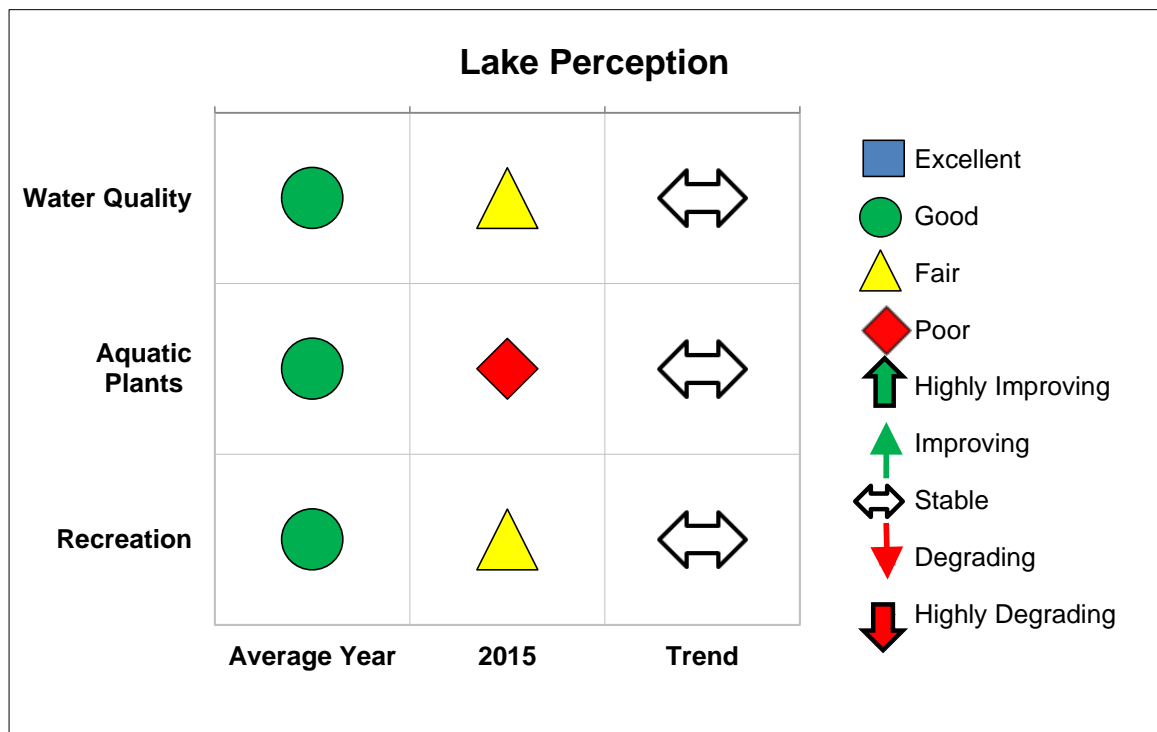 Lake Perception
Water Quality
Aquatic
Plants
Recreation
Average Year
2015
Trend
Excellent
Good
Fair
Poor
Highly Improving
Improving
Stable
Degrading
Highly Degrading